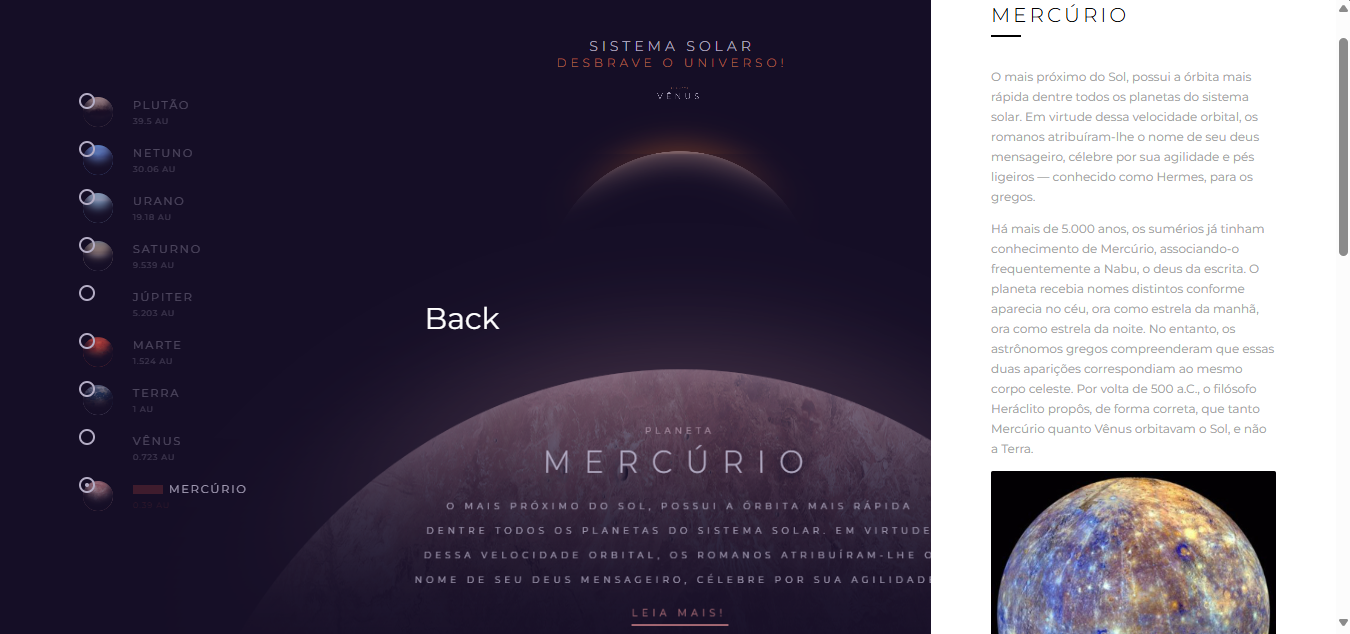 SISTEMA SOLAR
DESBRAVE O UNIVERSO!
VÊNUS
PLUTÃO
39.5 AU
NETUNO
30.06 AU
URANO
19.18 AU
SATURNO
9.539 AU
JÚPITER
5.203 AU
MARTE
1.524 AU
TERRA
1 AU
VÊNUS
0.723 AU
MERCÚRIO
Back
PLANETA
MERCÚRIO
O MAIS PRÓXIMO DO SOL, POSSUI A ÓRBITA MAIS RÁPIDA
DENTRE TODOS OS PLANETAS DO SISTEMA SOLAR. EM VIRTUDE
DESSA VELOCIDADE ORBITAL, OS ROMANOS ATRIBUÍRAM-LHE O
NOME DE SEU DEUS MENSAGEIRO, CÉLEBRE POR SUA AGILIDADE
LEIA MAIS!
MERCÚRIO
O mais próximo do Sol, possui a órbita mais
rápida dentre todos os planetas do sistema
solar. Em virtude dessa velocidade orbital, os
romanos atribuíram-lhe o nome de seu deus
mensageiro, célebre por sua agilidade e pés
ligeiros — conhecido como Hermes, para os
gregos.
Há mais de 5.000 anos, os sumérios já tinham
conhecimento de Mercúrio, associando-o
frequentemente a Nabu, o deus da escrita. O
planeta recebia nomes distintos conforme
aparecia no céu, ora como estrela da manhã,
ora como estrela da noite. No entanto, os
astrônomos gregos compreenderam que essas
duas aparições correspondiam ao mesmo
corpo celeste. Por volta de 500 a.C., o filósofo
Heráclito propôs, de forma correta, que tanto
Mercúrio quanto Vênus orbitavam o Sol, e não
a Terra.